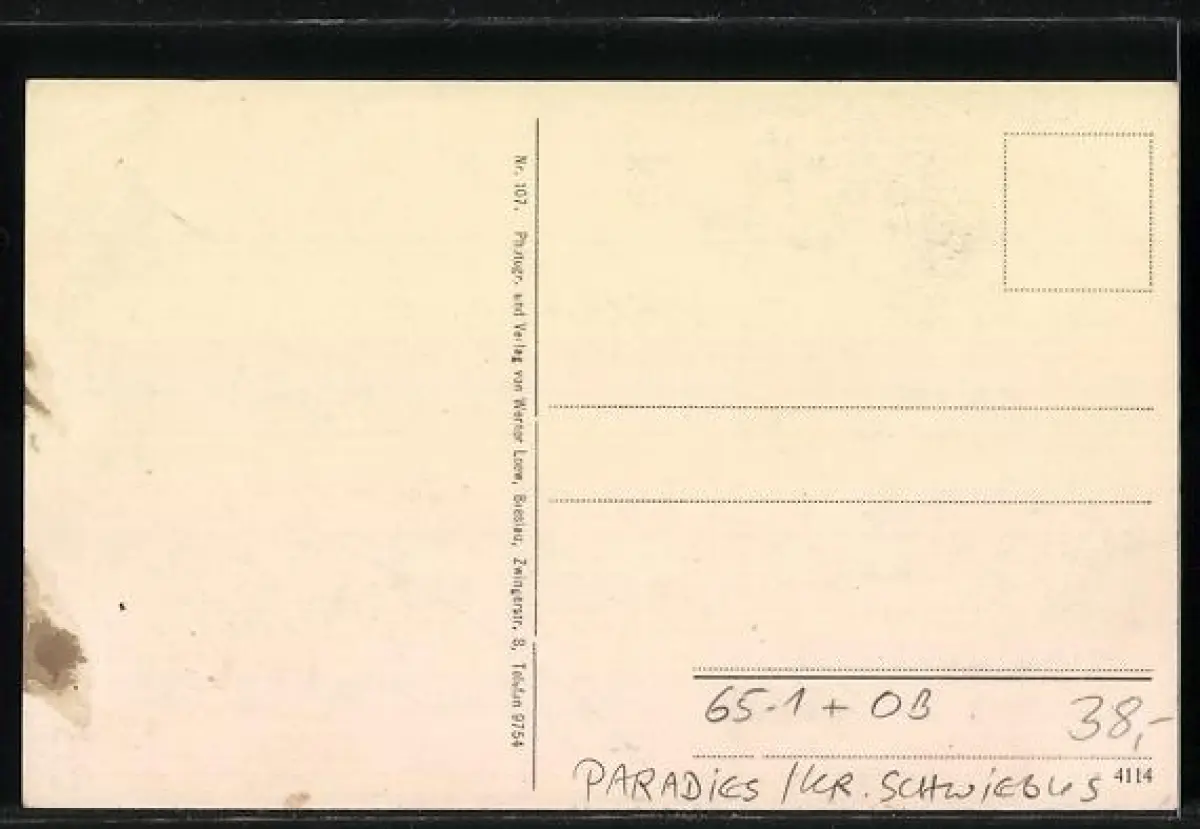 Nr. 107. Photogr. und Verlag von Werner Loew, Breslau, Zwingerstr. 8, Telefon 9754
65-1 + OB
38,-
PARADIES / KR. SCHWIEBUS
4114